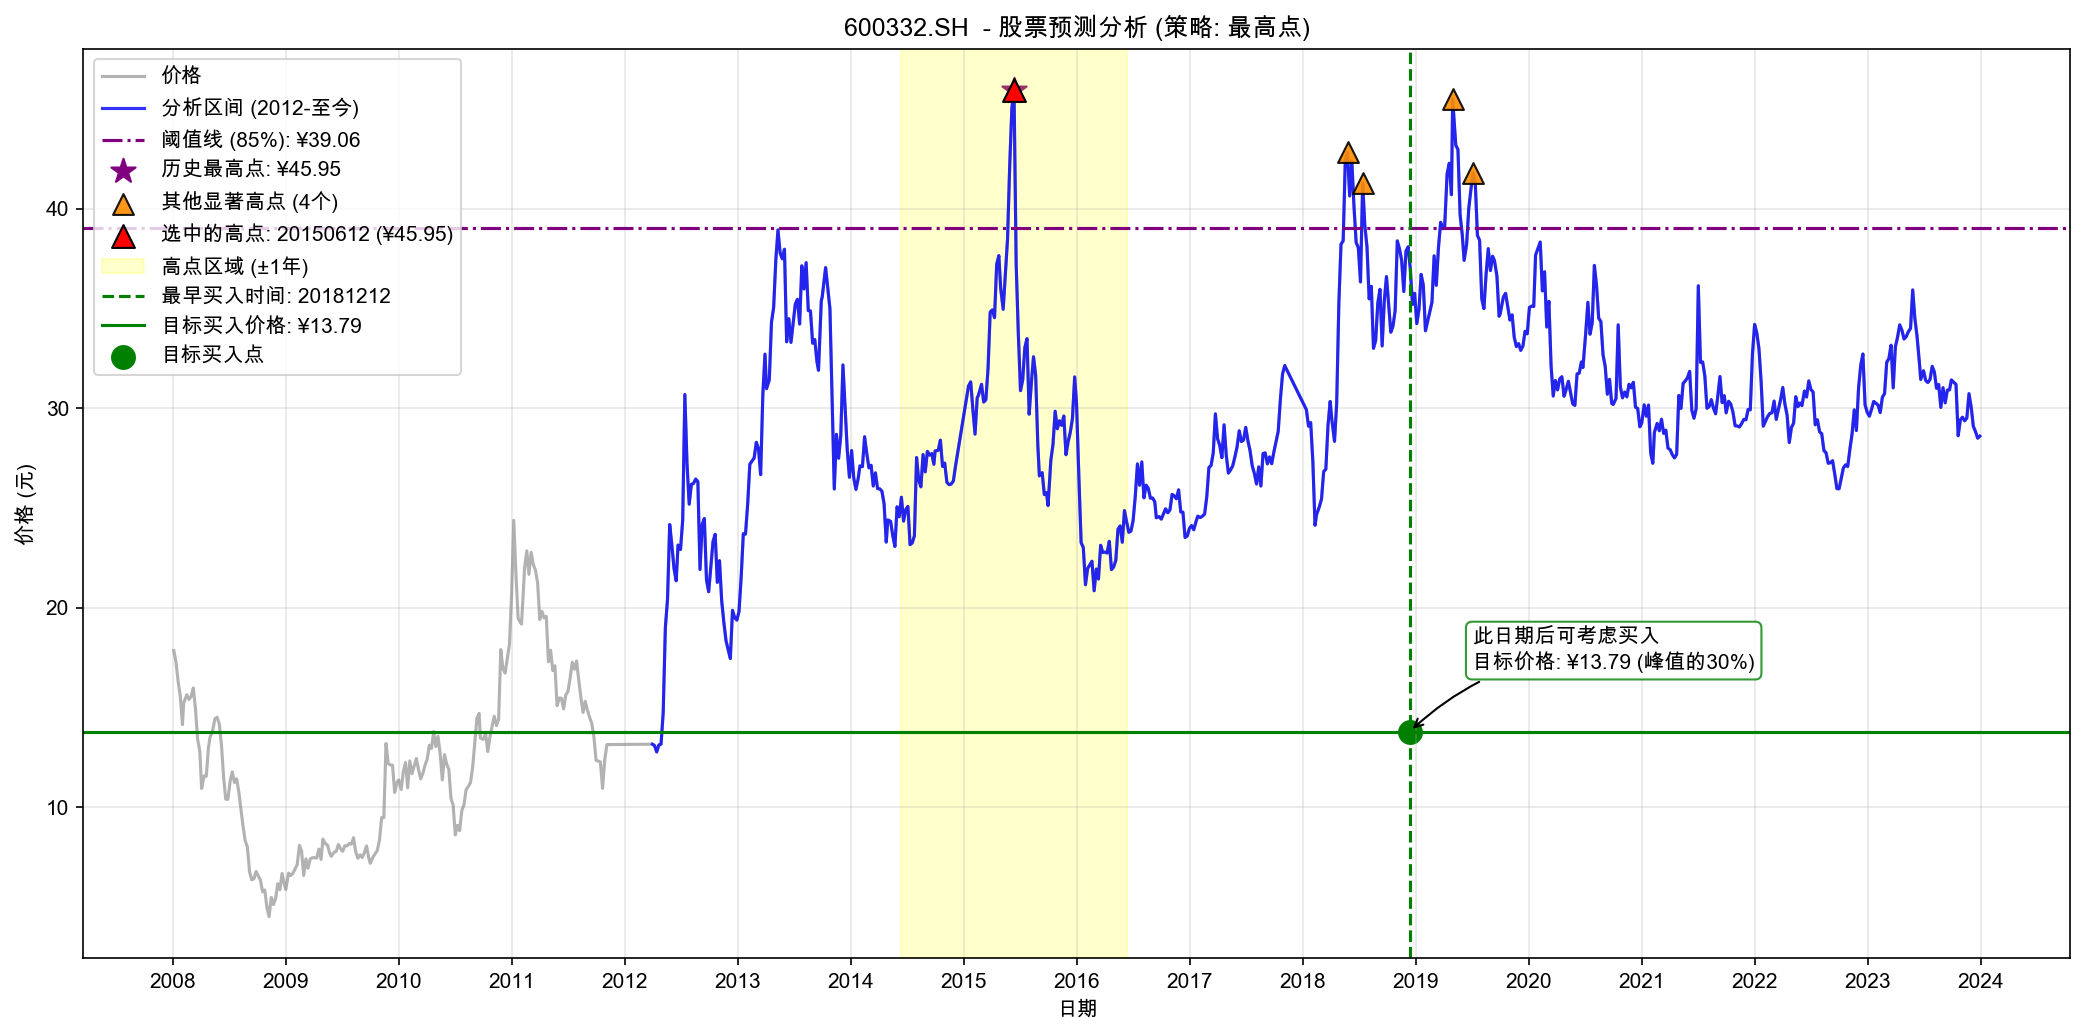 600332.SH - 股票预测分析 (策略: 最高点)
价格
分析区间 (2012-至今)
阈值线 (85%): ¥39.06
历史最高点: ¥45.95
其他显著高点 (4个)
选中的高点: 20150612 (¥45.95)
高点区域 (±1年)
最早买入时间: 20181212
目标买入价格: ¥13.79
目标买入点
价格 (元)
40
30
20
10
此日期后可考虑买入
目标价格: ¥13.79 (峰值的30%)
2008 2009 2010 2011 2012 2013 2014 2015 2016 2017 2018 2019 2020 2021 2022 2023 2024
日期